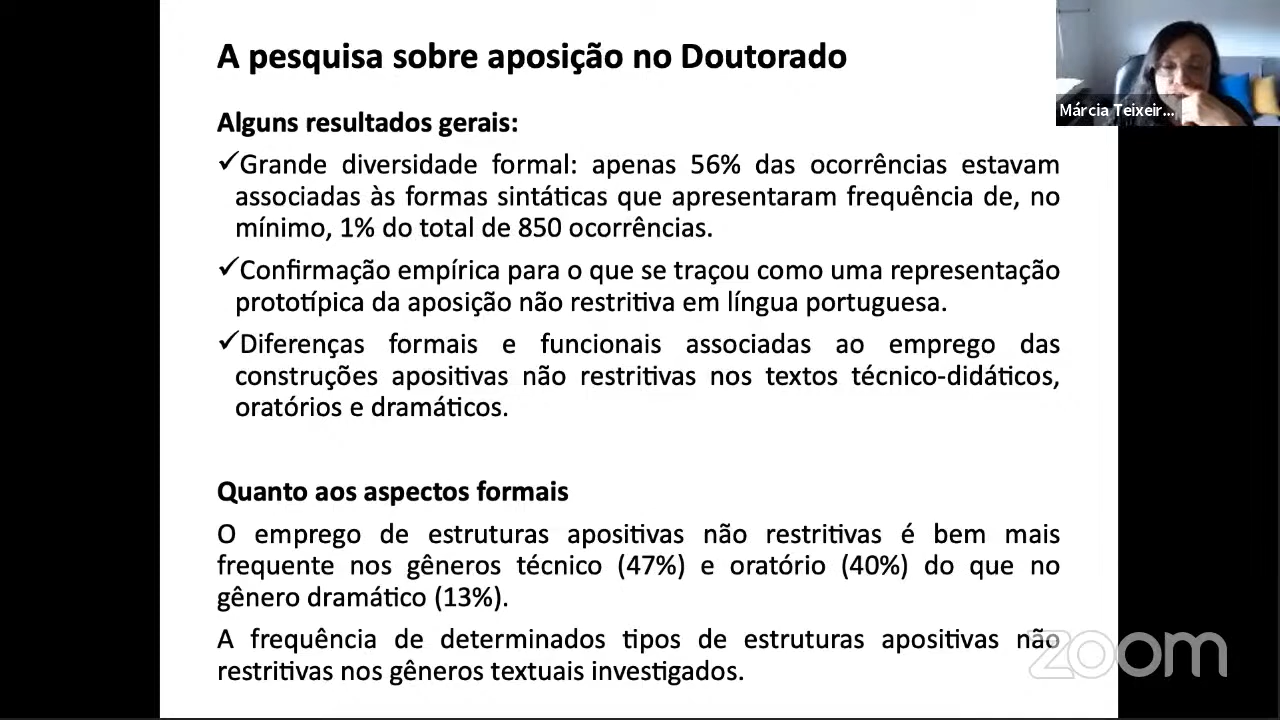 A pesquisa sobre aposição no Doutorado
Márcia Teixeir...
Alguns resultados gerais:
✓Grande diversidade formal: apenas 56% das ocorrências estavam
associadas às formas sintáticas que apresentaram frequência de, no
mínimo, 1% do total de 850 ocorrências.
✓Confirmação empírica para o que se traçou como uma representação
prototípica da aposição não restritiva em língua portuguesa.
✓Diferenças formais e funcionais associadas ao emprego das
construções apositivas não restritivas nos textos técnico-didáticos,
oratórios e dramáticos.
Quanto aos aspectos formais
O emprego de estruturas apositivas não restritivas é bem mais
frequente nos gêneros técnico (47%) e oratório (40%) do que no
gênero dramático (13%).
A frequência de determinados tipos de estruturas apositivas não
restritivas nos gêneros textuais investigados.
zoom